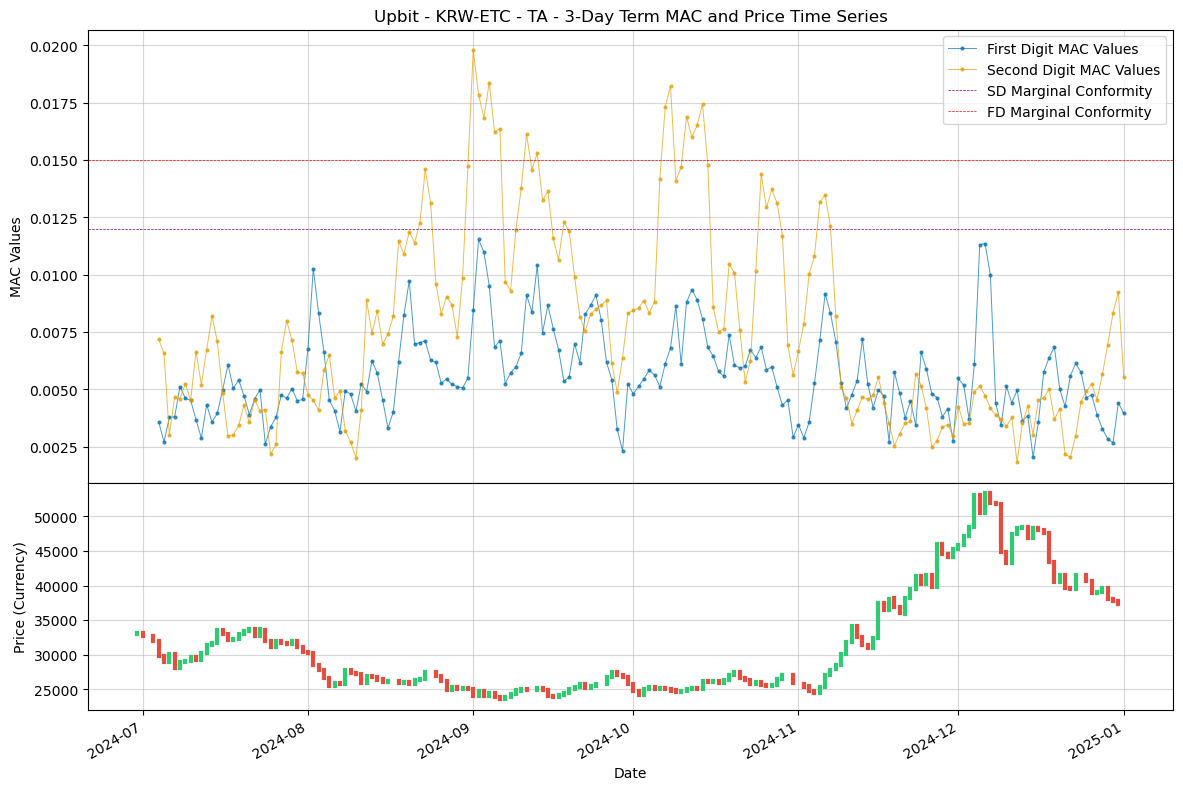 Upbit - KRW-ETC - TA - 3-Day Term MAC and Price Time Series
First Digit MAC Values
Second Digit MAC Values
SD Marginal Conformity
FD Marginal Conformity
MAC Values
0.0200
0.0175
0.0150
0.0125
0.0100
0.0075
0.0050
0.0025
Price (Currency)
50000
45000
40000
35000
30000
25000
2024-07
2024-08
2024-09
2024-10
2024-11
2024-12
2025-01
Date